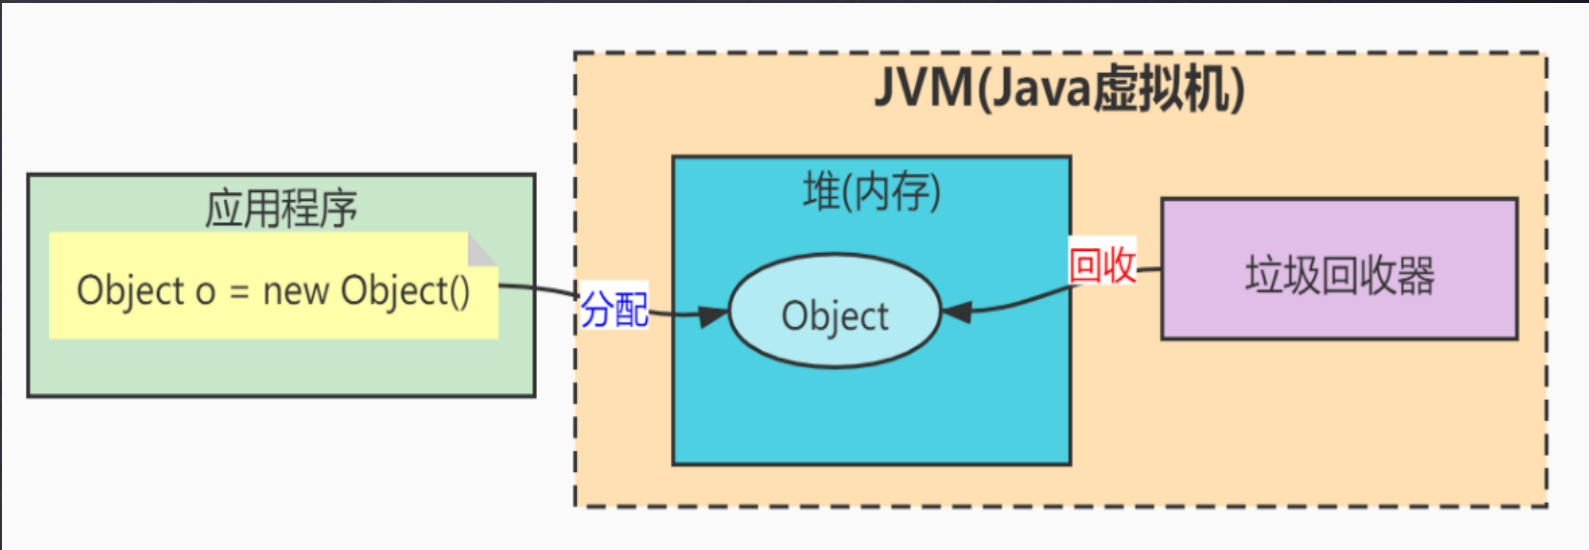 JVM(Java虚拟机)
应用程序
Object o = new Object()
分配
堆(内存)
Object
回收
垃圾回收器